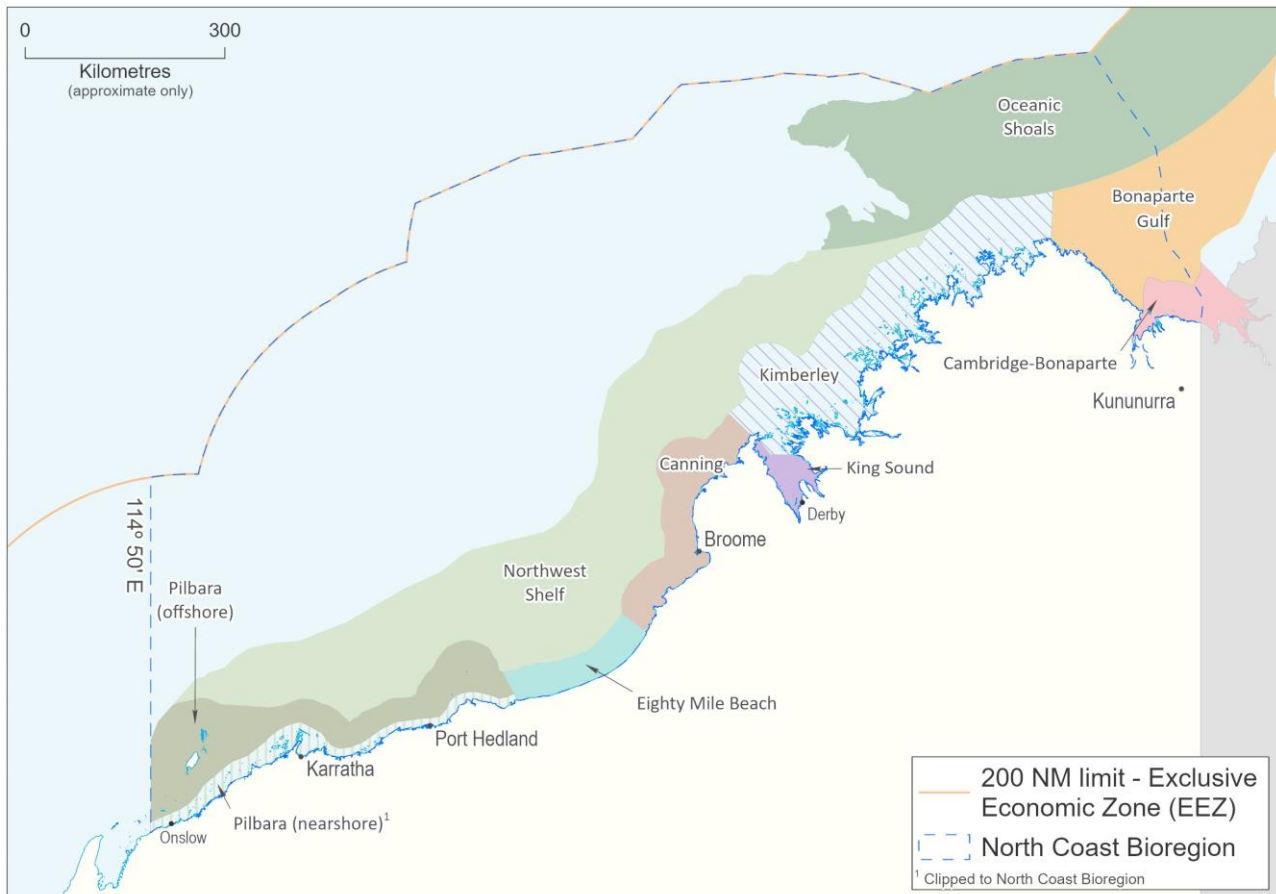 0
300
Kilometres
(approximate only)
Oceanic
Shoals
Bonaparte
Gulf
Cambridge-Bonaparte
Kimberley
Kununurra
Canning
King Sound
Derby
114° 50' E
Broome
Northwest
Shelf
Pilbara
(offshore)
Eighty Mile Beach
Port Hedland
Karratha
Pilbara (nearshore)¹
Onslow
200 NM limit - Exclusive
Economic Zone (EEZ)
North Coast Bioregion
¹ Clipped to North Coast Bioregion